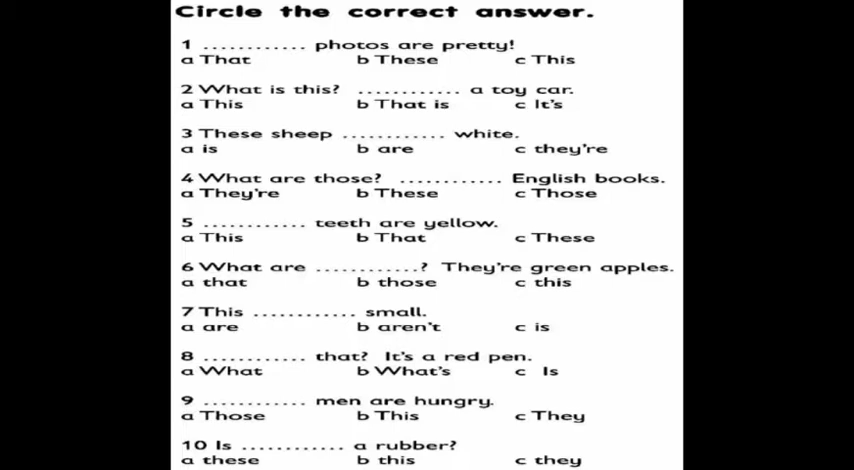 Circle the correct answer.
1 ............ photos are pretty!
a That b These c This
2 What is this? ............ a toy car.
a This b That is c It's
3 These sheep ............ white.
a is b are c they're
4 What are those? ............ English books.
a They're b These c Those
5 ............ teeth are yellow.
a This b That c These
6 What are ............? They're green apples.
a that b those c this
7 This ............ small.
a are b aren't c is
8 ............ that? It's a red pen.
a What b What's c Is
9 ............ men are hungry.
a Those b This c They
10 Is ............ a rubber?
a these b this c they